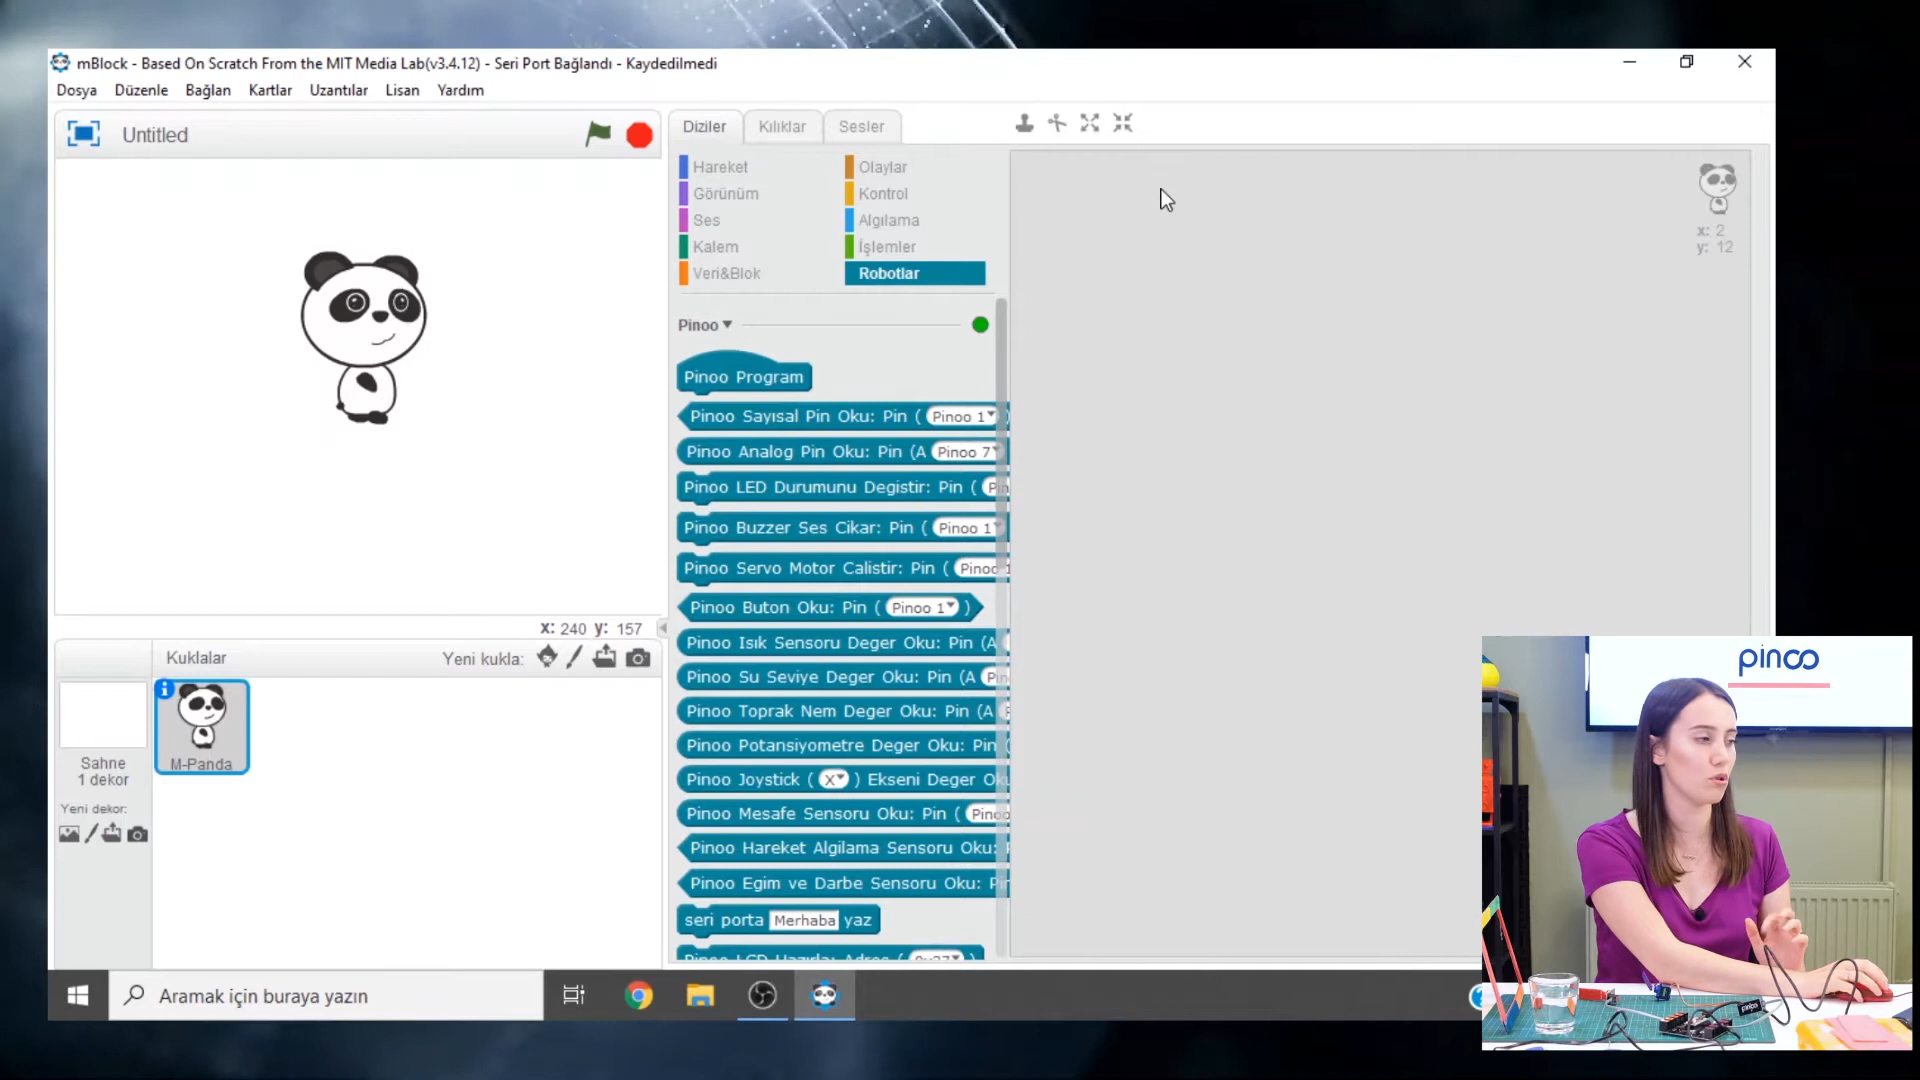 mBlock - Based On Scratch From the MIT Media Lab(v3.4.12) - Seri Port Bağlandı - Kaydedilmedi
Dosya Düzenle Bağlan Kartlar Uzantılar Lisan Yardım
Untitled
Diziler Kılıklar Sesler
Hareket Olaylar
Görünüm Kontrol
Ses Algılama
Kalem İşlemler
Veri&Blok Robotlar
x: 2
y: 12
Pinoo
Pinoo Program
Pinoo Sayısal Pin Oku: Pin ( Pinoo 1 )
Pinoo Analog Pin Oku: Pin (A Pinoo 7
Pinoo LED Durumunu Degistir: Pin (
Pinoo Buzzer Ses Cikar: Pin ( Pinoo 1
Pinoo Servo Motor Calistir: Pin ( Pinoo 1
Pinoo Buton Oku: Pin ( Pinoo 1 )
Pinoo Isık Sensoru Deger Oku: Pin (A
Pinoo Su Seviye Deger Oku: Pin (A
Pinoo Toprak Nem Deger Oku: Pin (A
Pinoo Potansiyometre Deger Oku: Pin (
Pinoo Joystick ( X ) Ekseni Deger Ok
Pinoo Mesafe Sensoru Oku: Pin ( Pinoo
Pinoo Hareket Algilama Sensoru Oku:
Pinoo Egim ve Darbe Sensoru Oku: Pin
seri porta Merhaba yaz
x: 240 y: 157
Kuklalar Yeni kukla:
M-Panda
Sahne
1 dekor
Yeni dekor:
Aramak için buraya yazın
pinoo